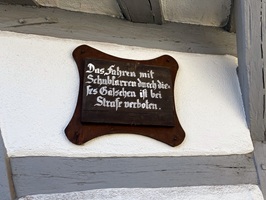 Das Fahren mit
Schubkarren durch die-
ses Gäßchen ist bei
Strafe verboten.